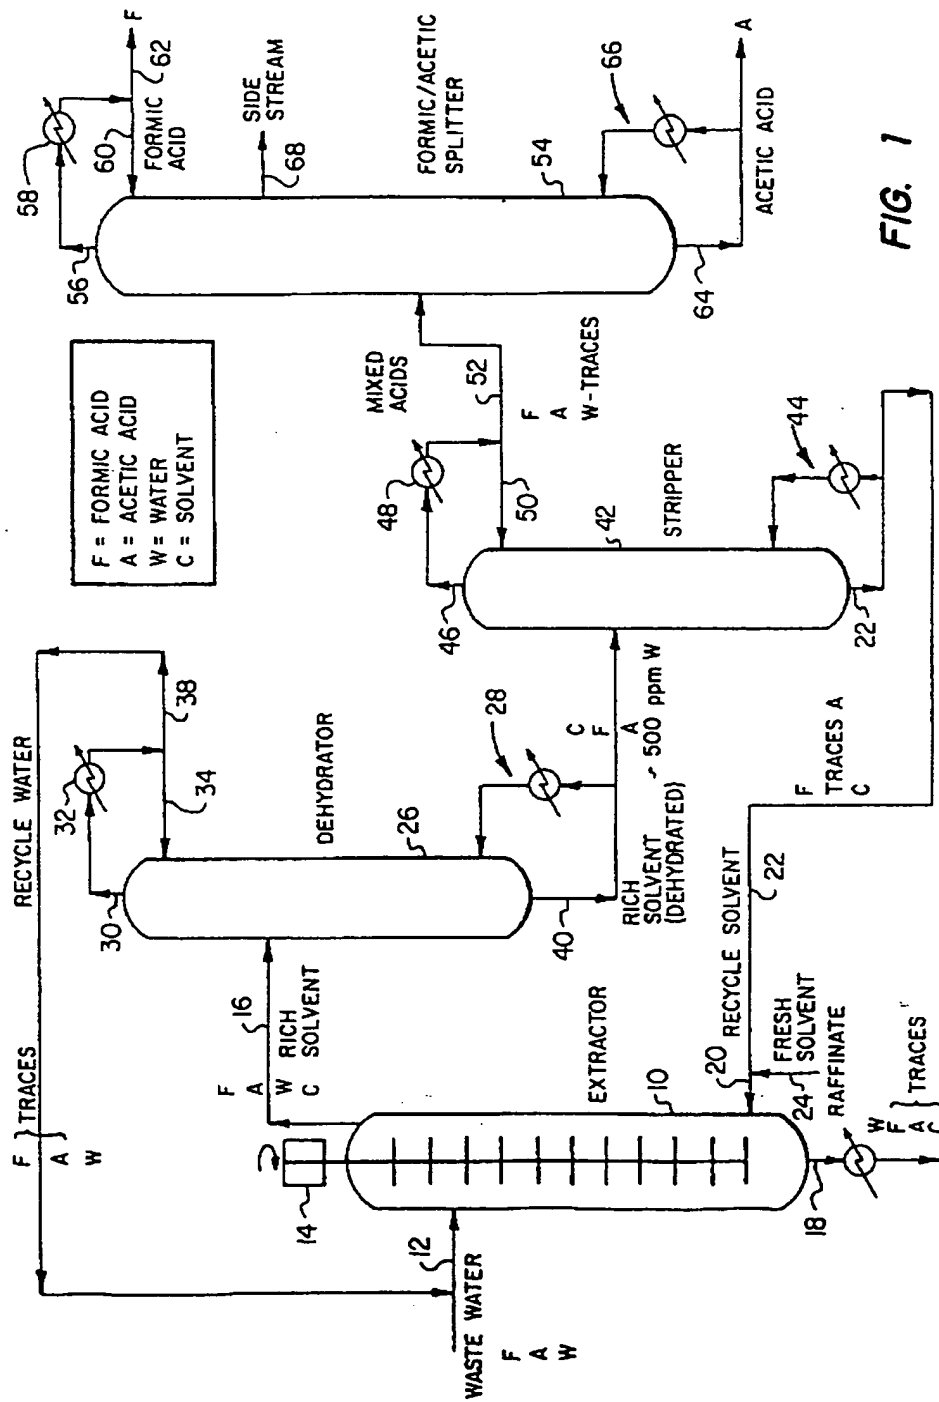 F } TRACES
A
W
RECYCLE WATER
38
32
34
30
DEHYDRATOR
26
28
40
RICH
SOLVENT
(DEHYDRATED)
C
F
A
~ 500 ppm W
WASTE WATER
F
A
W
12
14
F
A
W
C
16
RICH
SOLVENT
EXTRACTOR
10
20
RECYCLE SOLVENT
22
24
FRESH
SOLVENT
RAFFINATE
18
W
F
A
C
} TRACES
F
TRACES A
C
F = FORMIC ACID
A = ACETIC ACID
W = WATER
C = SOLVENT
MIXED
ACIDS
48
46
50
52
F
A
W-TRACES
42
STRIPPER
44
22
58
56
60
62
F
FORMIC
ACID
68
SIDE
STREAM
FORMIC/ACETIC
SPLITTER
54
66
64
ACETIC ACID
A
FIG. 1